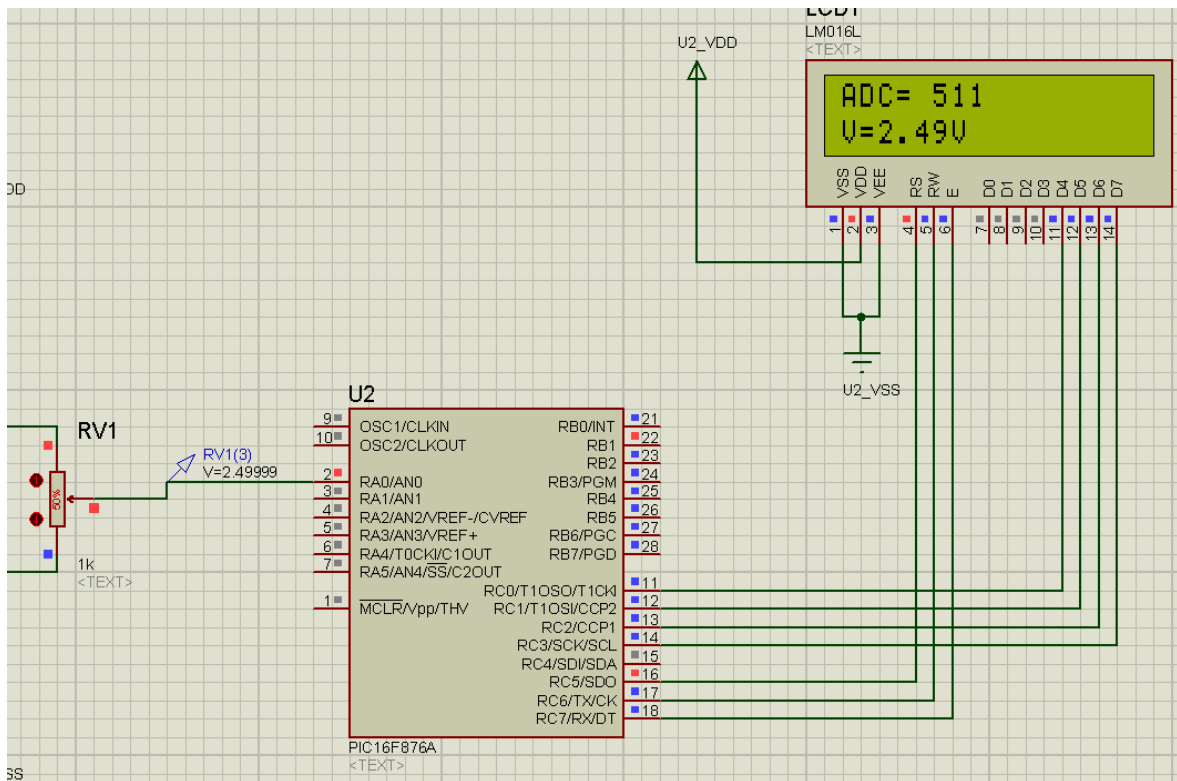 LCD1
LM016L
<TEXT>
U2_VDD
ADC= 511
V=2.49V
VSS
VDD
VEE
RS
RW
E
D0
D1
D2
D3
D4
D5
D6
D7
1
2
3
4
5
6
7
8
9
10
11
12
13
14
U2_VSS
RV1
50%
1k
<TEXT>
RV1(3)
V=2.49999
U2
9 OSC1/CLKIN
10 OSC2/CLKOUT
2 RA0/AN0
3 RA1/AN1
4 RA2/AN2/VREF-/CVREF
5 RA3/AN3/VREF+
6 RA4/T0CKI/C1OUT
7 RA5/AN4/SS/C2OUT
1 MCLR/Vpp/THV
RB0/INT 21
RB1 22
RB2 23
RB3/PGM 24
RB4 25
RB5 26
RB6/PGC 27
RB7/PGD 28
RC0/T1OSO/T1CKI 11
RC1/T1OSI/CCP2 12
RC2/CCP1 13
RC3/SCK/SCL 14
RC4/SDI/SDA 15
RC5/SDO 16
RC6/TX/CK 17
RC7/RX/DT 18
PIC16F876A
<TEXT>